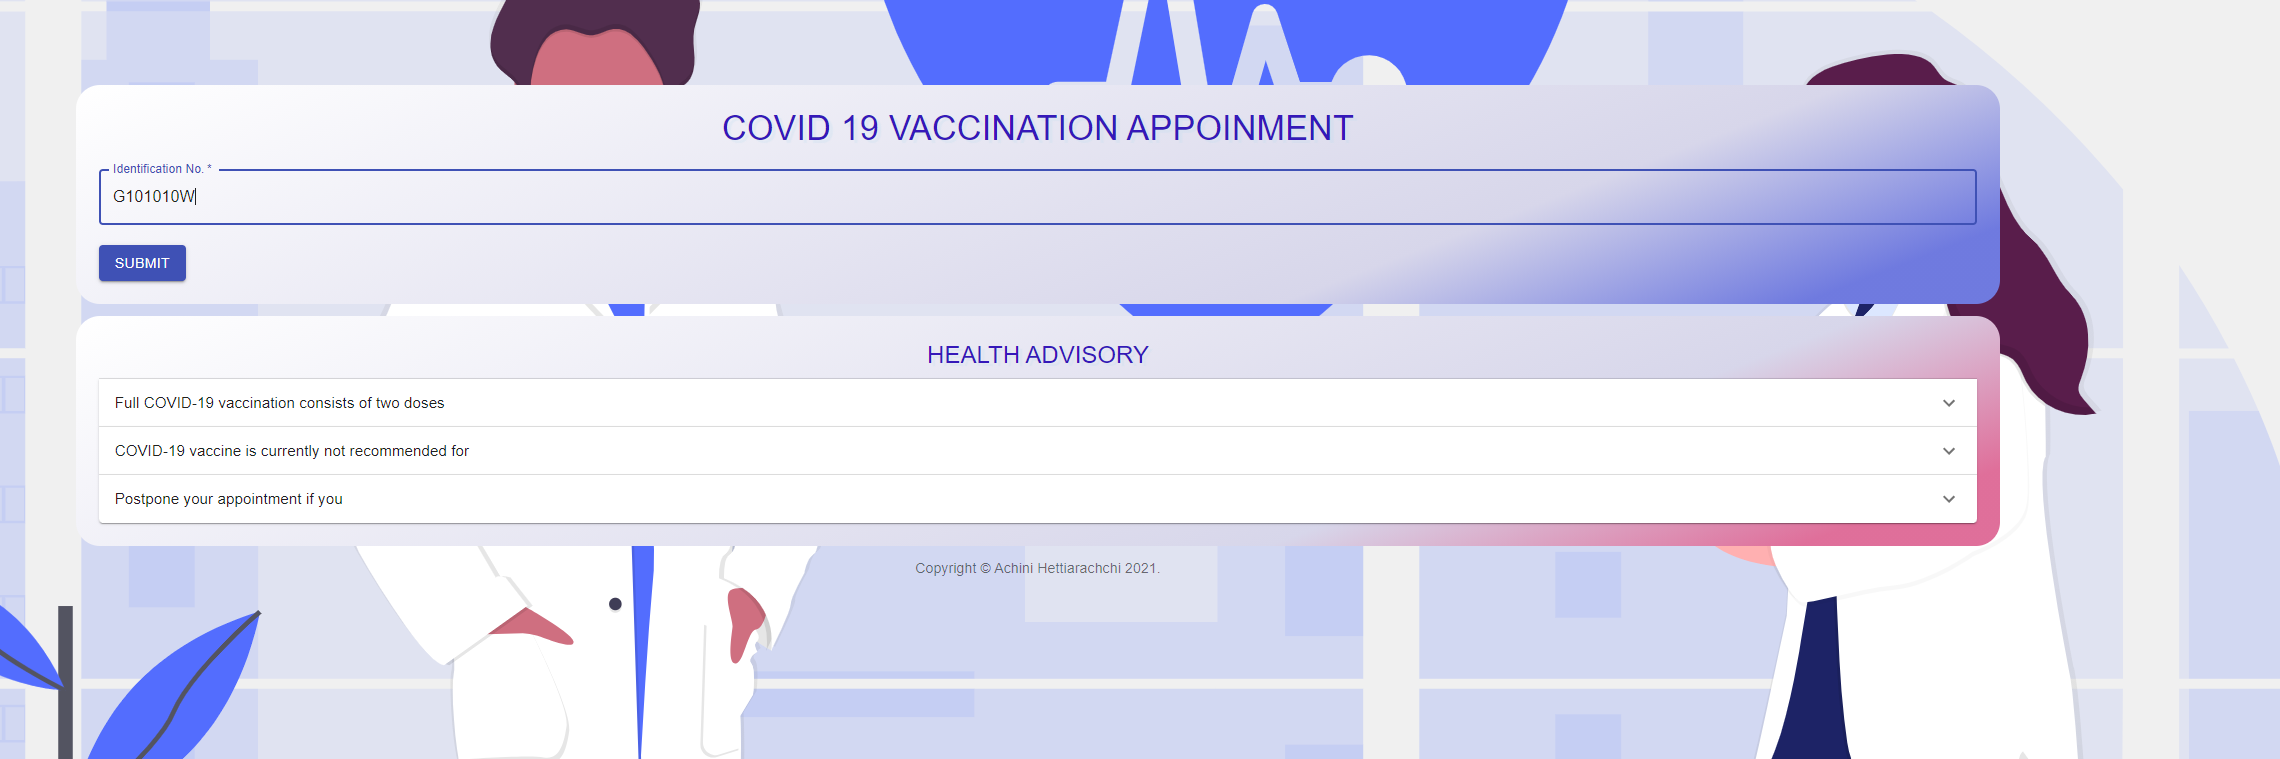 COVID 19 VACCINATION APPOINMENT
Identification No. *
G101010W
SUBMIT
HEALTH ADVISORY
Full COVID-19 vaccination consists of two doses
COVID-19 vaccine is currently not recommended for
Postpone your appointment if you
Copyright © Achini Hettiarachchi 2021.